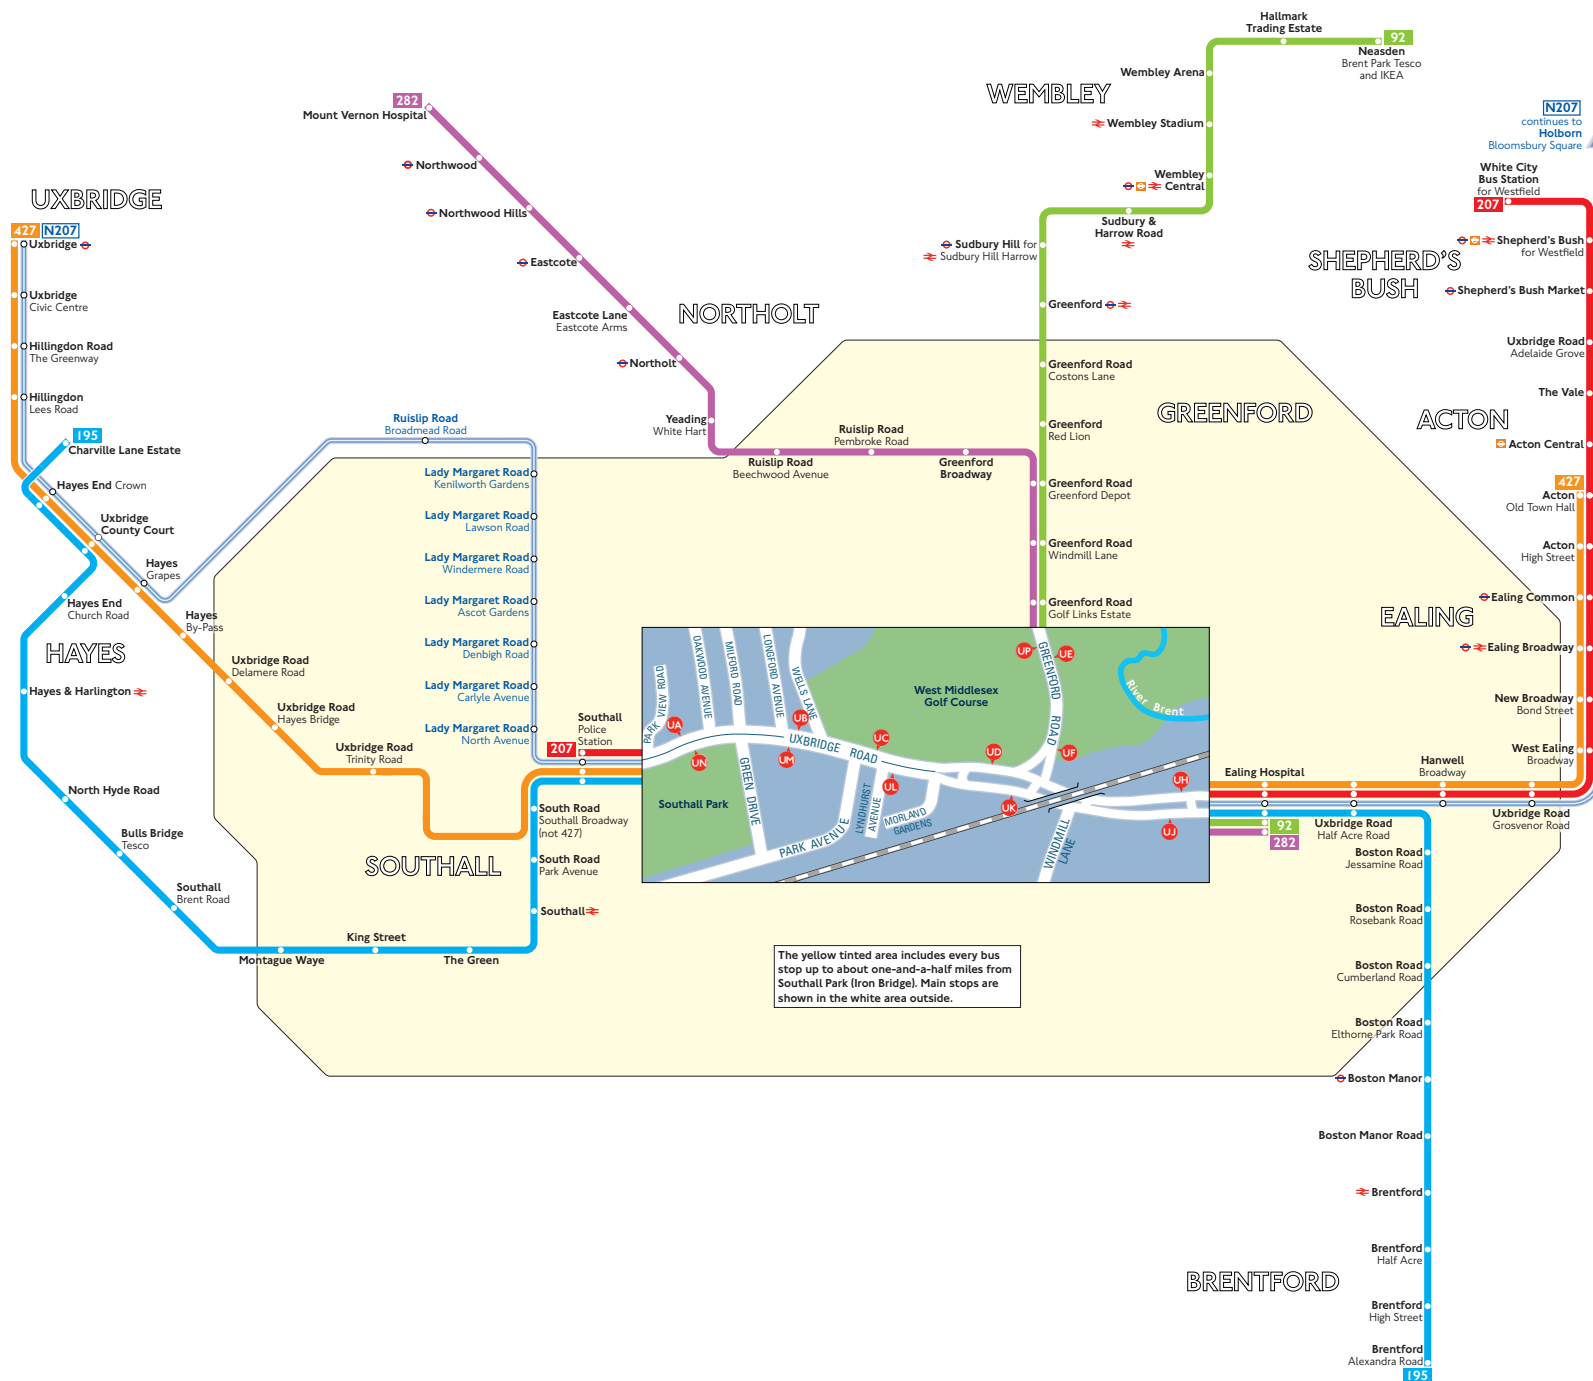 Hallmark
Trading Estate
92
Neasden
Brent Park Tesco
and IKEA
Wembley Arena
WEMBLEY
Wembley Stadium
Wembley
Central
Sudbury &
Harrow Road
Sudbury Hill for
Sudbury Hill Harrow
Greenford
282
Mount Vernon Hospital
Northwood
Northwood Hills
Eastcote
Eastcote Lane
Eastcote Arms
NORTHOLT
Northolt
Yeading
White Hart
N207
continues to
Holborn
Bloomsbury Square
White City
Bus Station
for Westfield
207
Shepherd's Bush
for Westfield
SHEPHERD'S
BUSH
Shepherd's Bush Market
Uxbridge Road
Adelaide Grove
The Vale
ACTON
Acton Central
427
Acton
Old Town Hall
Acton
High Street
Ealing Common
EALING
Ealing Broadway
New Broadway
Bond Street
West Ealing
Broadway
UXBRIDGE
427
N207
Uxbridge
Uxbridge
Civic Centre
Hillingdon Road
The Greenway
Hillingdon
Lees Road
195
Charville Lane Estate
Hayes End Crown
Uxbridge
County Court
Hayes
Grapes
Hayes End
Church Road
Hayes
By-Pass
HAYES
Uxbridge Road
Delamere Road
Hayes & Harlington
Uxbridge Road
Hayes Bridge
Uxbridge Road
Trinity Road
North Hyde Road
Bulls Bridge
Tesco
Southall
Brent Road
Montague Waye
King Street
The Green
Ruislip Road
Broadmead Road
Lady Margaret Road
Kenilworth Gardens
Lady Margaret Road
Lawson Road
Lady Margaret Road
Windermere Road
Lady Margaret Road
Ascot Gardens
Lady Margaret Road
Denbigh Road
Lady Margaret Road
Carlyle Avenue
Lady Margaret Road
North Avenue
Ruislip Road
Pembroke Road
Ruislip Road
Beechwood Avenue
Greenford
Broadway
Greenford Road
Costons Lane
GREENFORD
Greenford
Red Lion
Greenford Road
Greenford Depot
Greenford Road
Windmill Lane
Greenford Road
Golf Links Estate
Southall
Police
Station
207
South Road
Southall Broadway
(not 427)
SOUTHALL
South Road
Park Avenue
Southall
PARK VIEW ROAD
OAKWOOD AVENUE
MILFORD ROAD
LONGFORD AVENUE
WELLS LANE
UXBRIDGE ROAD
GREENFORD ROAD
West Middlesex
Golf Course
River Brent
Southall Park
GREEN DRIVE
PARK AVENUE
LYNDHURST
AVENUE
MORLAND
GARDENS
WINDMILL
LANE
UA
UB
UC
UD
UE
UF
UH
UJ
UK
UL
UM
UN
UP
Ealing Hospital
Hanwell
Broadway
92
282
Uxbridge Road
Half Acre Road
Uxbridge Road
Grosvenor Road
Boston Road
Jessamine Road
Boston Road
Rosebank Road
Boston Road
Cumberland Road
Boston Road
Elthorne Park Road
Boston Manor
Boston Manor Road
Brentford
Brentford
Half Acre
BRENTFORD
Brentford
High Street
Brentford
Alexandra Road
195
The yellow tinted area includes every bus
stop up to about one-and-a-half miles from
Southall Park (Iron Bridge). Main stops are
shown in the white area outside.